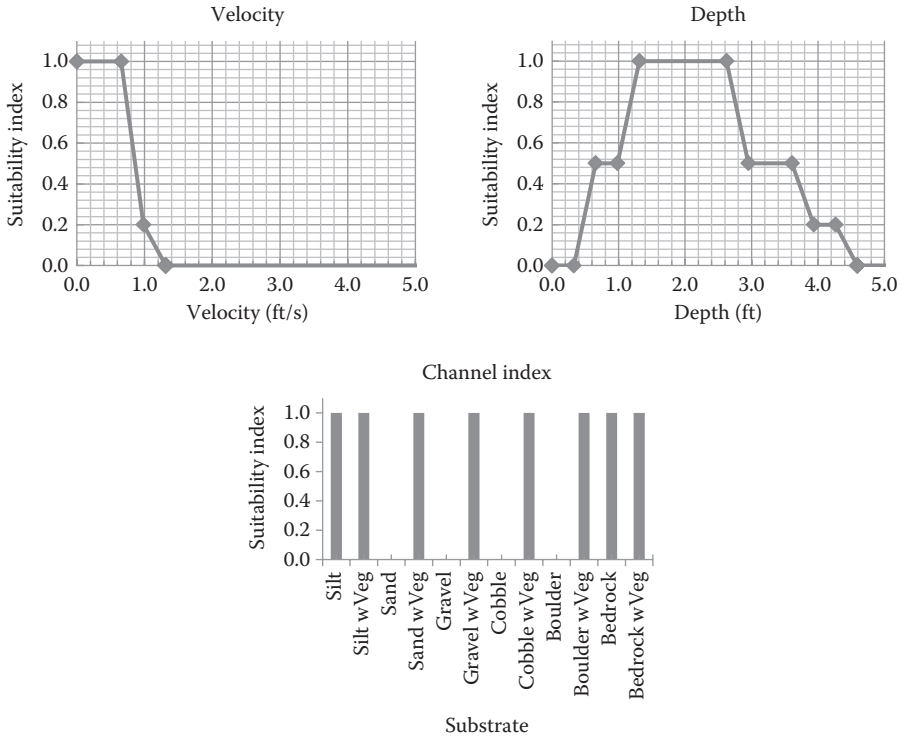 Velocity
Suitability index
1.0
0.8
0.6
0.4
0.2
0.0
0.0 1.0 2.0 3.0 4.0 5.0
Velocity (ft/s)
Depth
Suitability index
1.0
0.8
0.6
0.4
0.2
0.0
0.0 1.0 2.0 3.0 4.0 5.0
Depth (ft)
Channel index
Suitability index
1.0
0.8
0.6
0.4
0.2
0.0
Silt
Silt wVeg
Sand
Sand wVeg
Gravel
Gravel wVeg
Cobble
Cobble wVeg
Boulder
Boulder wVeg
Bedrock
Bedrock wVeg
Substrate